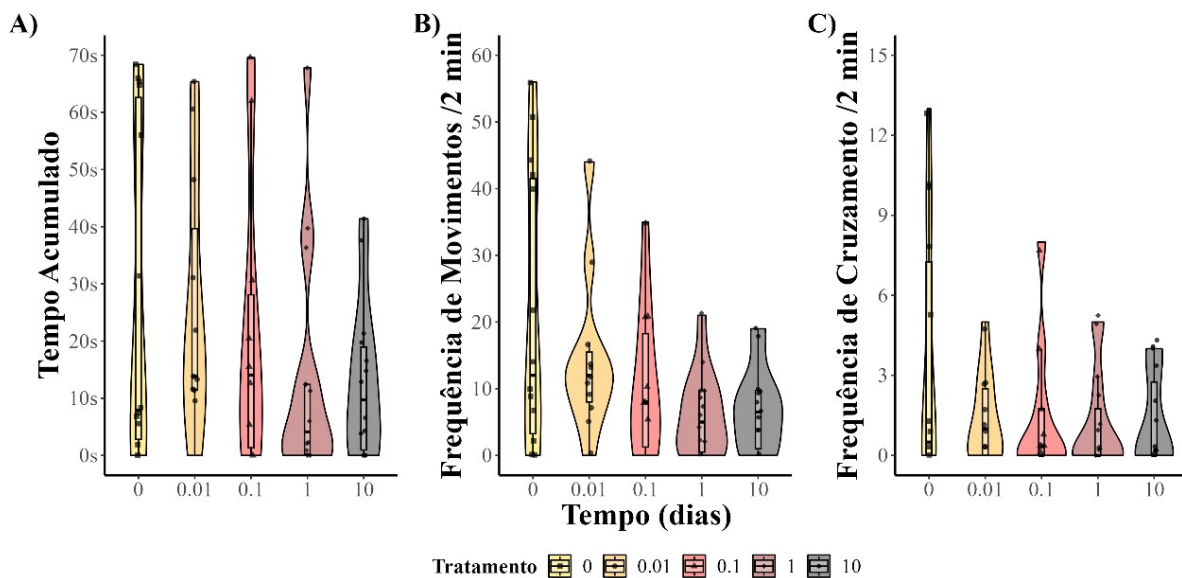 A)
Tempo Acumulado
70s
60s
50s
40s
30s
20s
10s
0s
0 0.01 0.1 1 10
B)
Frequência de Movimentos /2 min
60
50
40
30
20
10
0
0 0.01 0.1 1 10
C)
Frequência de Cruzamento /2 min
15
12
9
6
3
0
0 0.01 0.1 1 10
Tempo (dias)
Tratamento 0 0.01 0.1 1 10